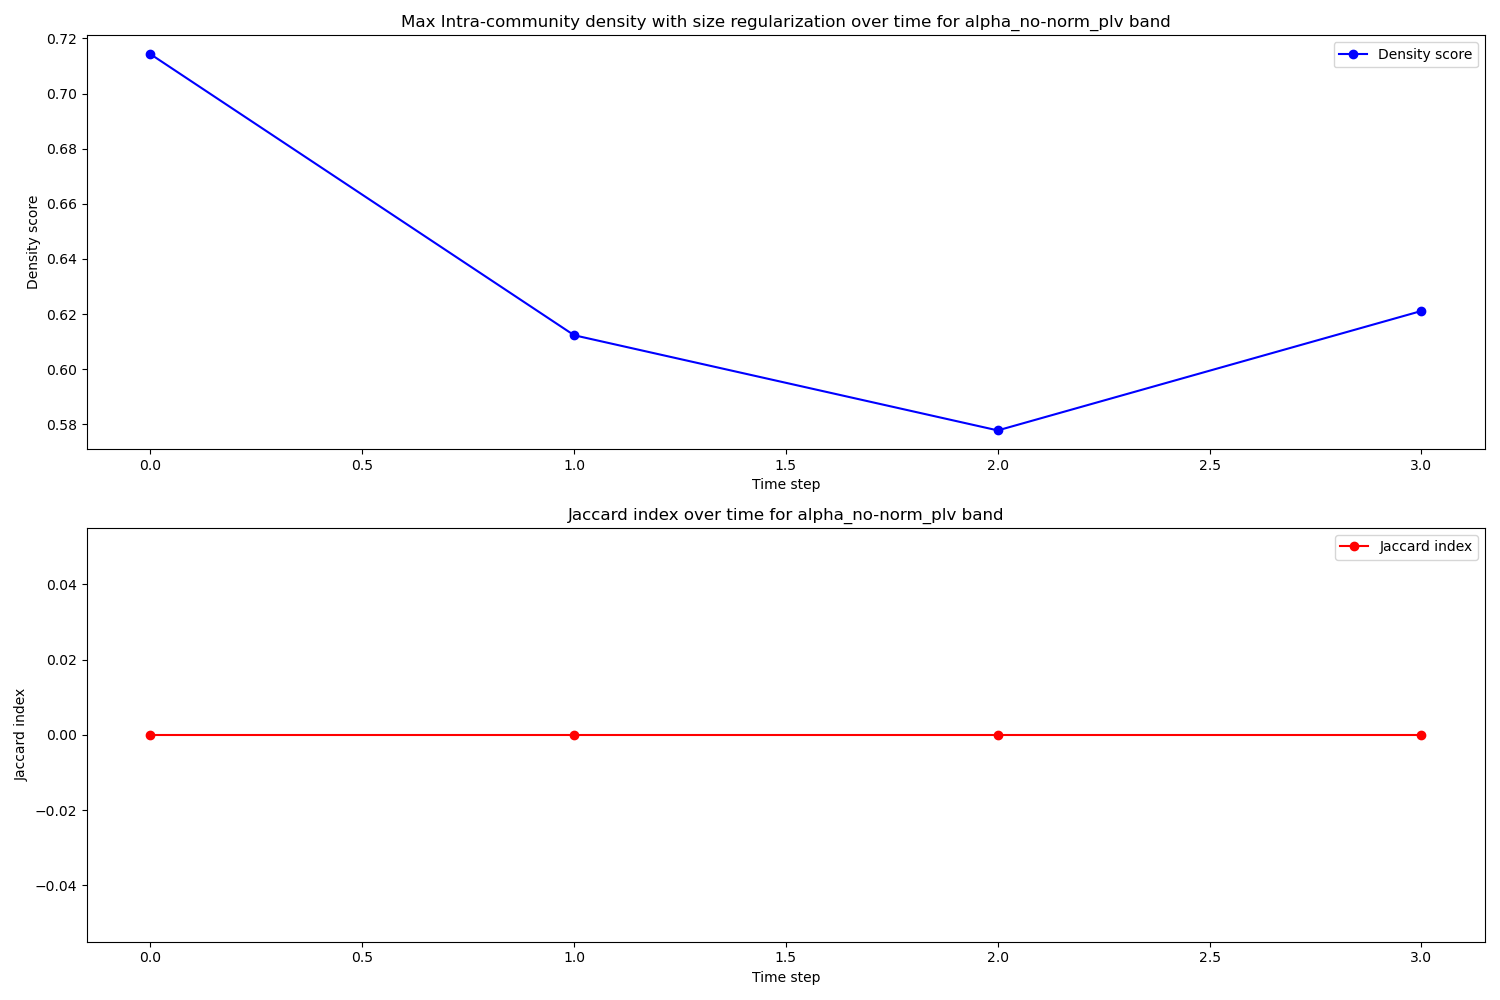 Max Intra-community density with size regularization over time for alpha_no-norm_plv band
Density score
0.72
0.70
0.68
0.66
0.64
0.62
0.60
0.58
Density score
0.0 0.5 1.0 1.5 2.0 2.5 3.0
Time step
Jaccard index over time for alpha_no-norm_plv band
Jaccard index
0.04
0.02
0.00
−0.02
−0.04
Jaccard index
0.0 0.5 1.0 1.5 2.0 2.5 3.0
Time step